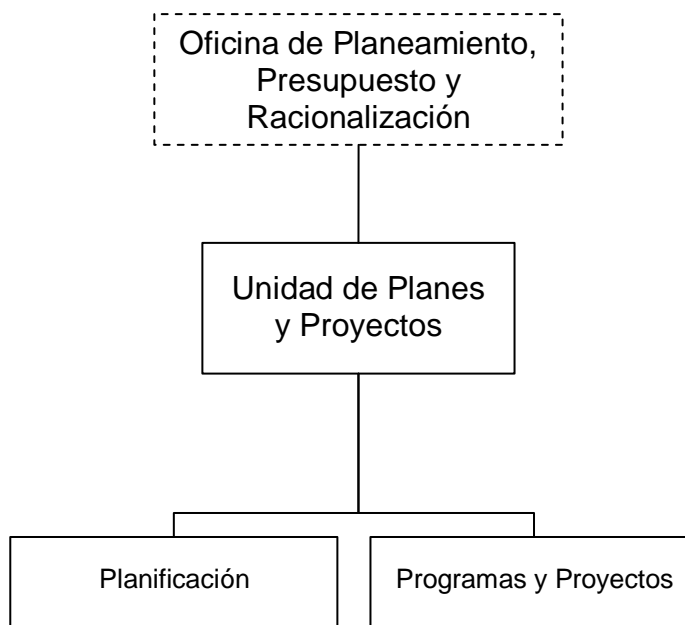 Oficina de Planeamiento,
Presupuesto y
Racionalización
Unidad de Planes
y Proyectos
Planificación
Programas y Proyectos